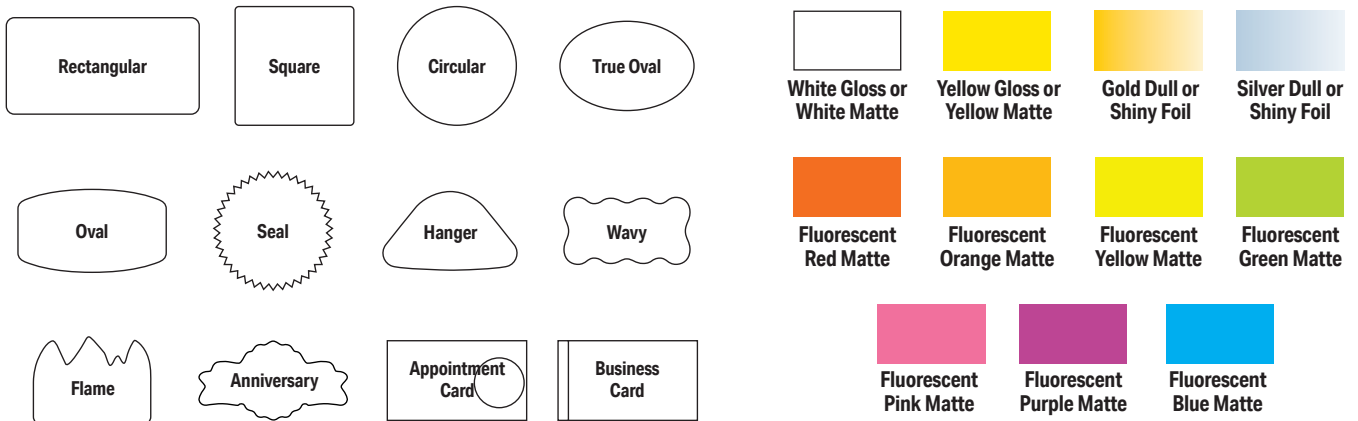 Rectangular
Square
Circular
True Oval
Oval
Seal
Hanger
Wavy
Flame
Anniversary
Appointment
Card
Business
Card
White Gloss or
White Matte
Yellow Gloss or
Yellow Matte
Gold Dull or
Shiny Foil
Silver Dull or
Shiny Foil
Fluorescent
Red Matte
Fluorescent
Orange Matte
Fluorescent
Yellow Matte
Fluorescent
Green Matte
Fluorescent
Pink Matte
Fluorescent
Purple Matte
Fluorescent
Blue Matte